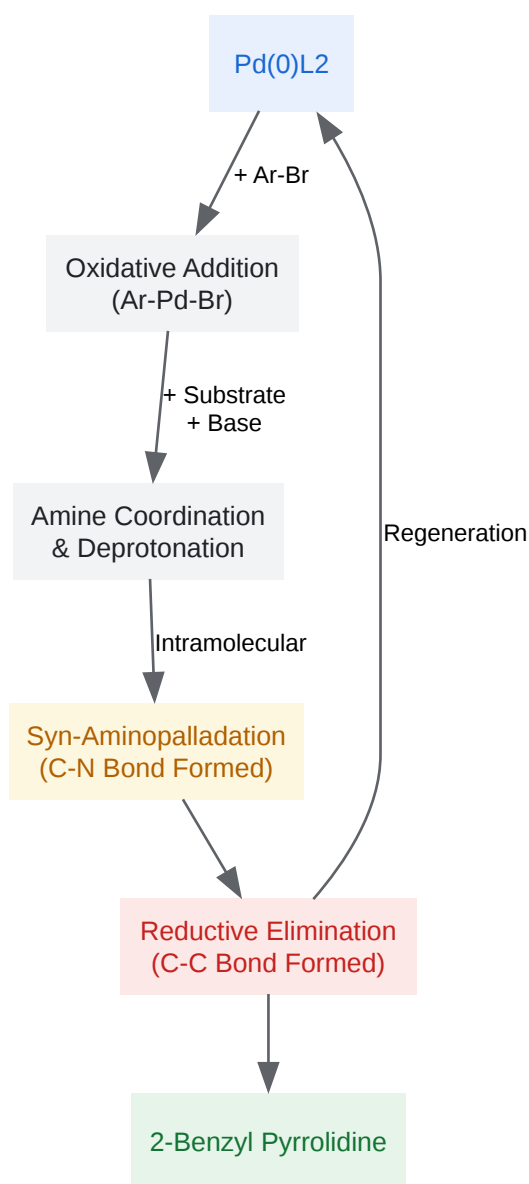 Pd(0)L2
+ Ar-Br
Oxidative Addition
(Ar-Pd-Br)
+ Substrate
+ Base
Amine Coordination
& Deprotonation
Regeneration
Intramolecular
Syn-Aminopalladation
(C-N Bond Formed)
Reductive Elimination
(C-C Bond Formed)
2-Benzyl Pyrrolidine